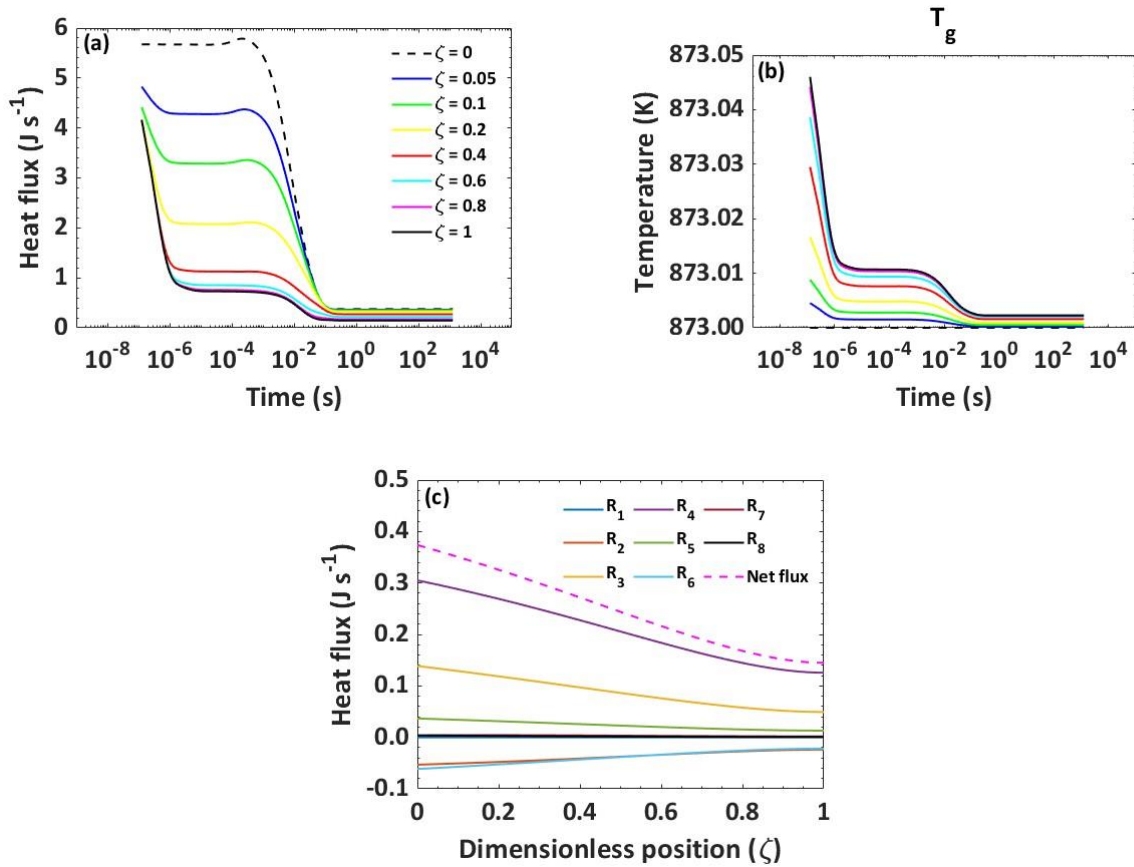 (a)
Heat flux (J s⁻¹)
6
5
4
3
2
1
0
ζ = 0
ζ = 0.05
ζ = 0.1
ζ = 0.2
ζ = 0.4
ζ = 0.6
ζ = 0.8
ζ = 1
10⁻⁸ 10⁻⁶ 10⁻⁴ 10⁻² 10⁰ 10² 10⁴
Time (s)
T_g
(b)
Temperature (K)
873.05
873.04
873.03
873.02
873.01
873.00
10⁻⁸ 10⁻⁶ 10⁻⁴ 10⁻² 10⁰ 10² 10⁴
Time (s)
(c)
Heat flux (J s⁻¹)
0.5
0.4
0.3
0.2
0.1
0.0
-0.1
R₁ R₄ R₇
R₂ R₅ R₈
R₃ R₆ Net flux
0 0.2 0.4 0.6 0.8 1
Dimensionless position (ζ)